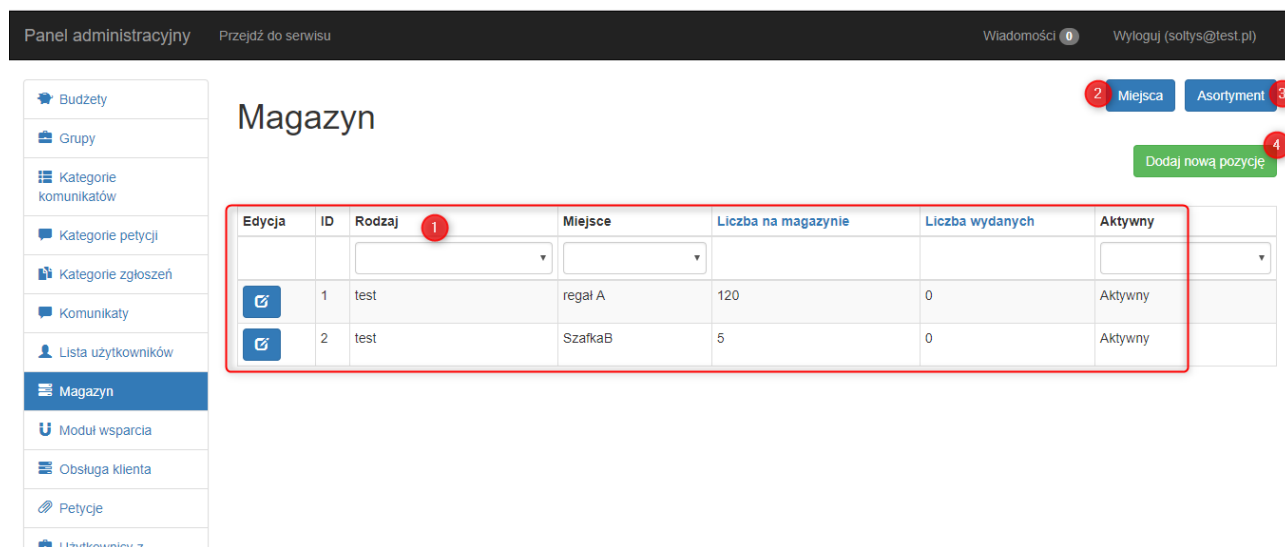 Panel administracyjny Przejdź do serwisu Wiadomości 0 Wyloguj (soltys@test.pl)
Budżety
Grupy
Kategorie
komunikatów
Kategorie petycji
Kategorie zgłoszeń
Komunikaty
Lista użytkowników
Magazyn
Moduł wsparcia
Obsługa klienta
Petycje
Użytkownicy z
Magazyn
2 Miejsca Asortyment 3
4
Dodaj nową pozycję
Edycja ID Rodzaj 1 Miejsce Liczba na magazynie Liczba wydanych Aktywny
1 test regał A 120 0 Aktywny
2 test SzafkaB 5 0 Aktywny